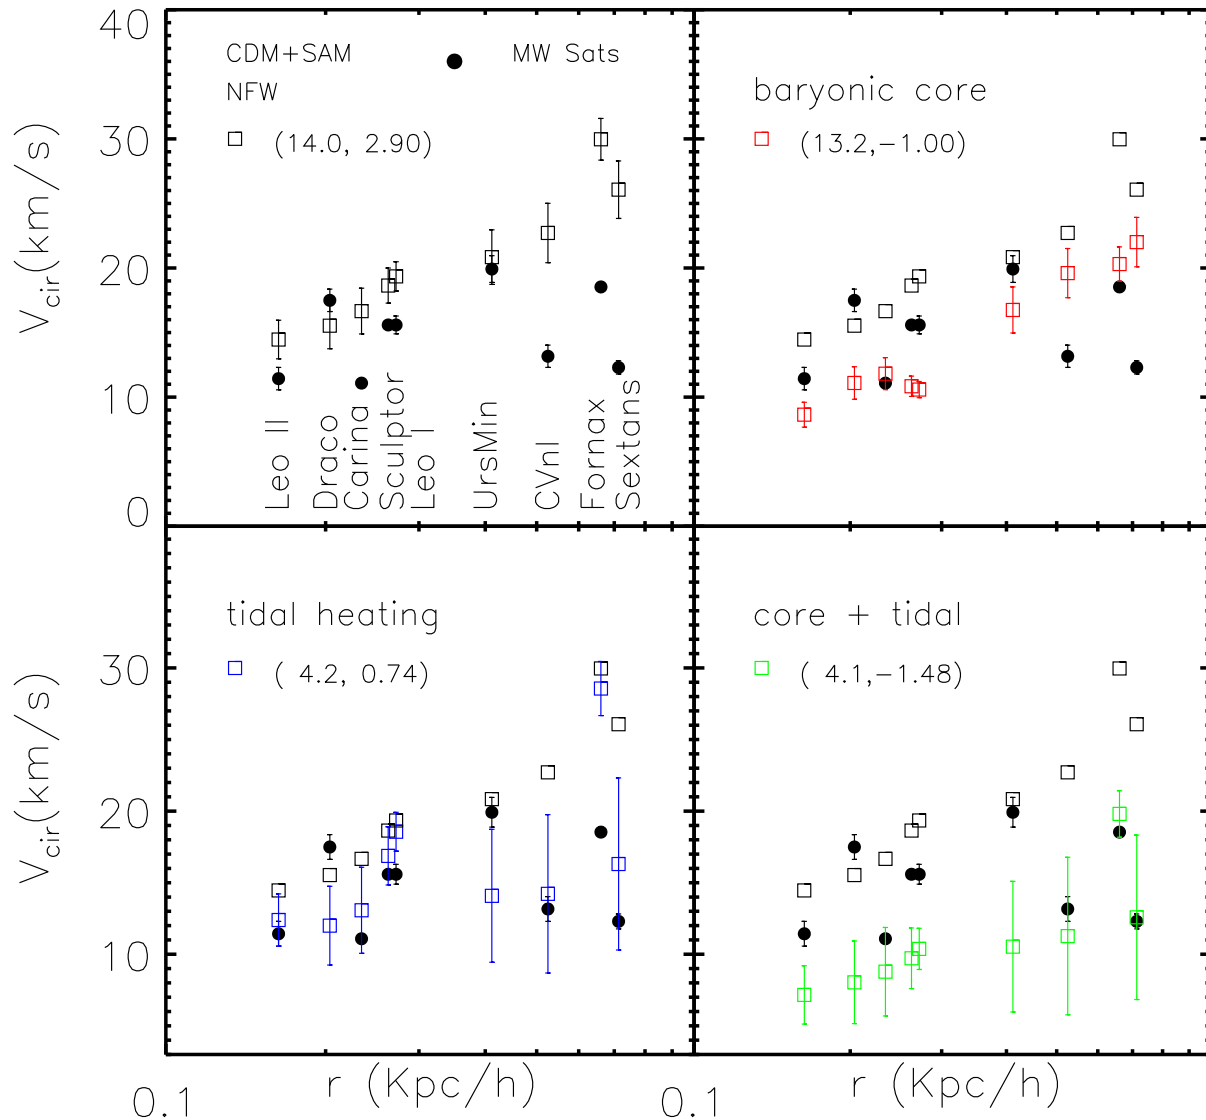 40
CDM+SAM
MW Sats
NFW
(14.0, 2.90)
baryonic core
(13.2,−1.00)
30
20
10
0
V_cir(km/s)
Leo II
Draco
Carina
Sculptor
Leo I
UrsMin
CVnI
Fornax
Sextans
tidal heating
( 4.2, 0.74)
core + tidal
( 4.1,−1.48)
30
20
10
V_cir(km/s)
0.1
r (Kpc/h)
0.1
r (Kpc/h)